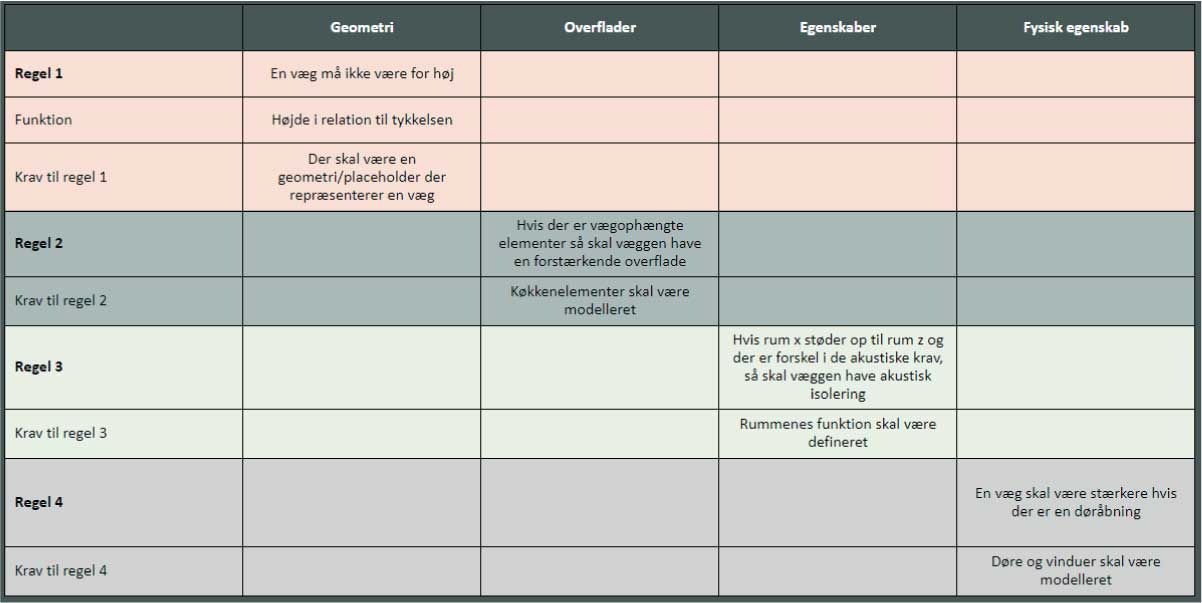 Geometri
Overflader
Egenskaber
Fysisk egenskab
Regel 1
En væg må ikke være for høj
Funktion
Højde i relation til tykkelsen
Krav til regel 1
Der skal være en
geometri/placeholder der
repræsenterer en væg
Regel 2
Hvis der er vægophængte
elementer så skal væggen have
en forstærkende overflade
Krav til regel 2
Køkkenelementer skal være
modelleret
Regel 3
Hvis rum x støder op til rum z og
der er forskel i de akustiske krav,
så skal væggen have akustisk
isolering
Krav til regel 3
Rummenes funktion skal være
defineret
Regel 4
En væg skal være stærkere hvis
der er en døråbning
Krav til regel 4
Døre og vinduer skal være
modelleret